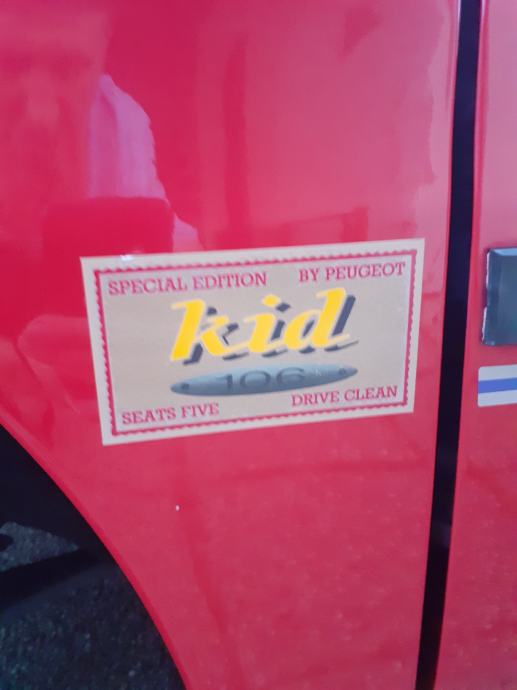 SPECIAL EDITION BY PEUGEOT
kid
106
SEATS FIVE DRIVE CLEAN